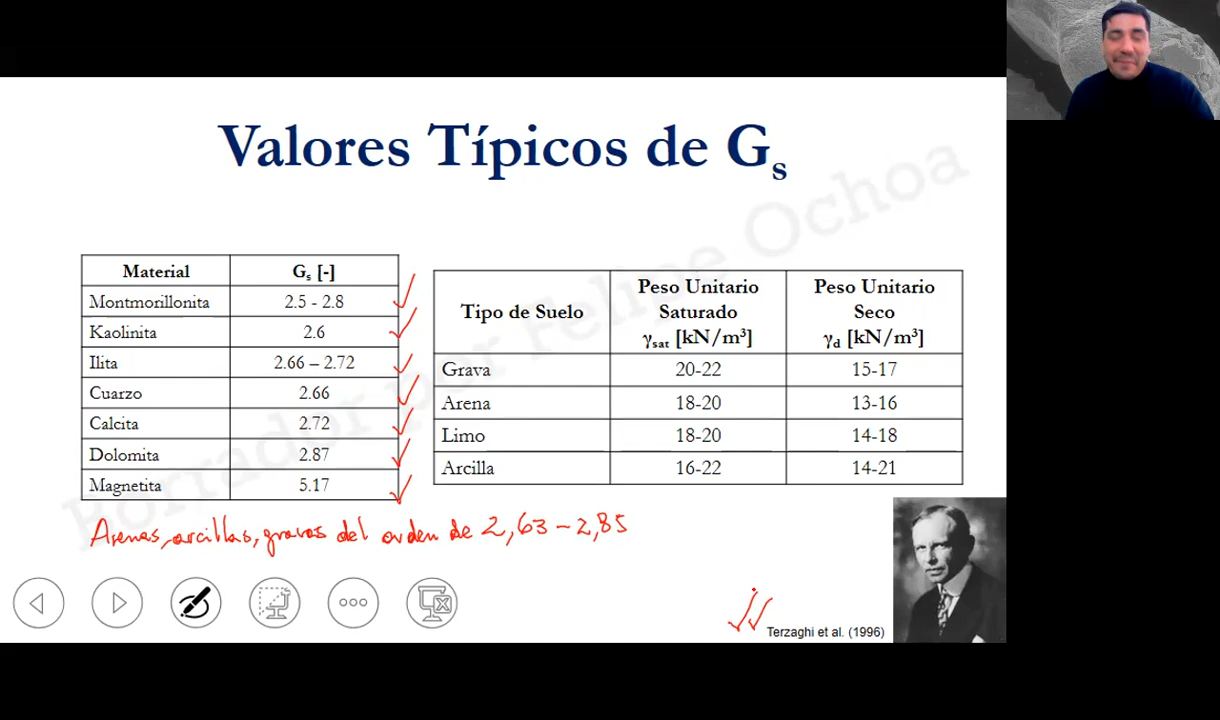 Valores Típicos de Gs
Material Gs [-]
Montmorillonita 2.5 - 2.8
Kaolinita 2.6
Ilita 2.66 – 2.72
Cuarzo 2.66
Calcita 2.72
Dolomita 2.87
Magnetita 5.17
Tipo de Suelo Peso Unitario Saturado γsat [kN/m³] Peso Unitario Seco γd [kN/m³]
Grava 20-22 15-17
Arena 18-20 13-16
Limo 18-20 14-18
Arcilla 16-22 14-21
Arenas, arcillas, gravas del orden de 2,63 – 2,85
Terzaghi et al. (1996)
Borrador por Felipe Ochoa